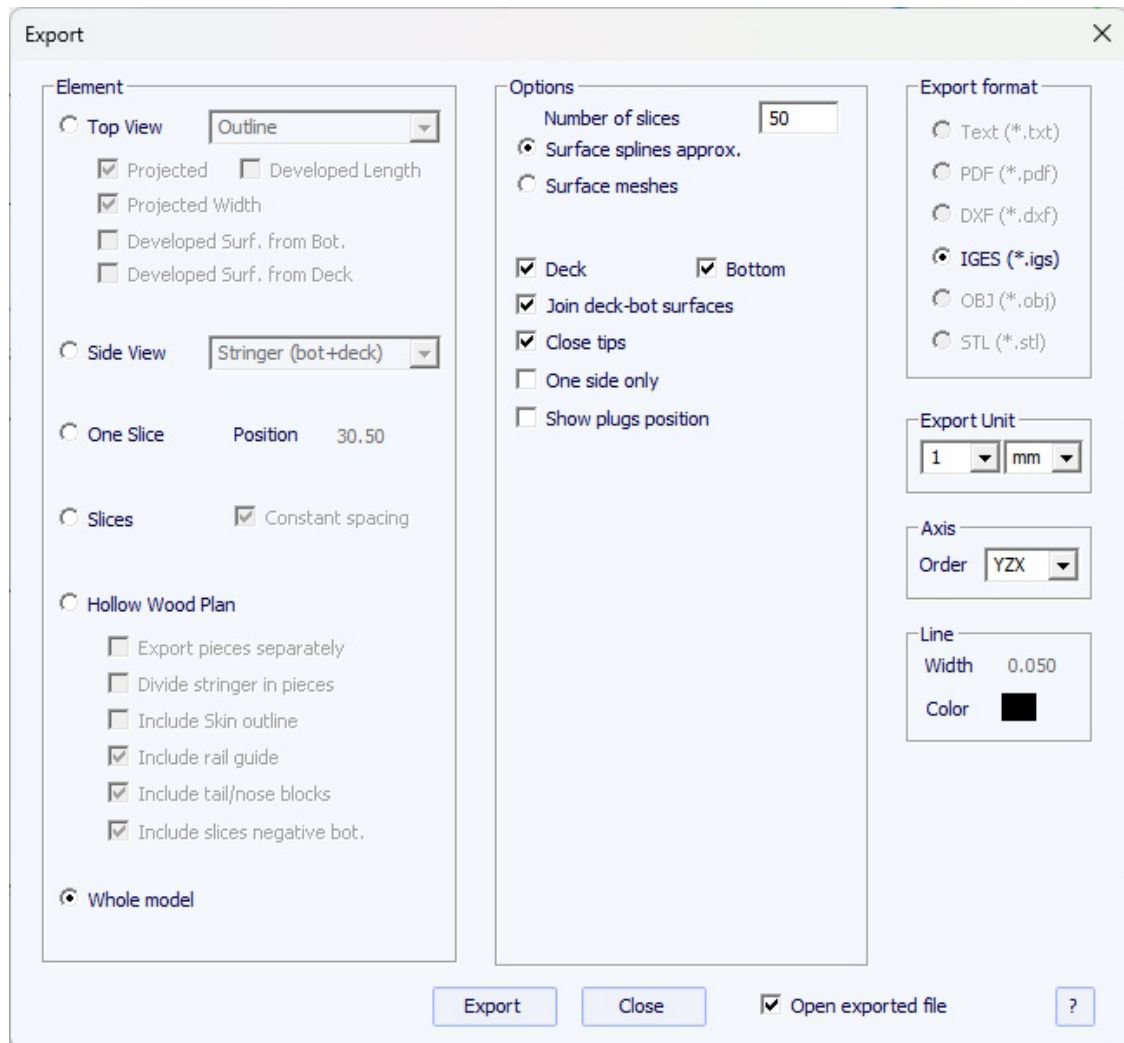 Export
Element
Top View Outline
Projected Developed Length
Projected Width
Developed Surf. from Bot.
Developed Surf. from Deck
Side View Stringer (bot+deck)
One Slice Position 30.50
Slices Constant spacing
Hollow Wood Plan
Export pieces separately
Divide stringer in pieces
Include Skin outline
Include rail guide
Include tail/nose blocks
Include slices negative bot.
Whole model
Options
Number of slices 50
Surface splines approx.
Surface meshes
Deck Bottom
Join deck-bot surfaces
Close tips
One side only
Show plugs position
Export format
Text (*.txt)
PDF (*.pdf)
DXF (*.dxf)
IGES (*.igs)
OBJ (*.obj)
STL (*.stl)
Export Unit
1 mm
Axis
Order YZX
Line
Width 0.050
Color
Export Close Open exported file ?